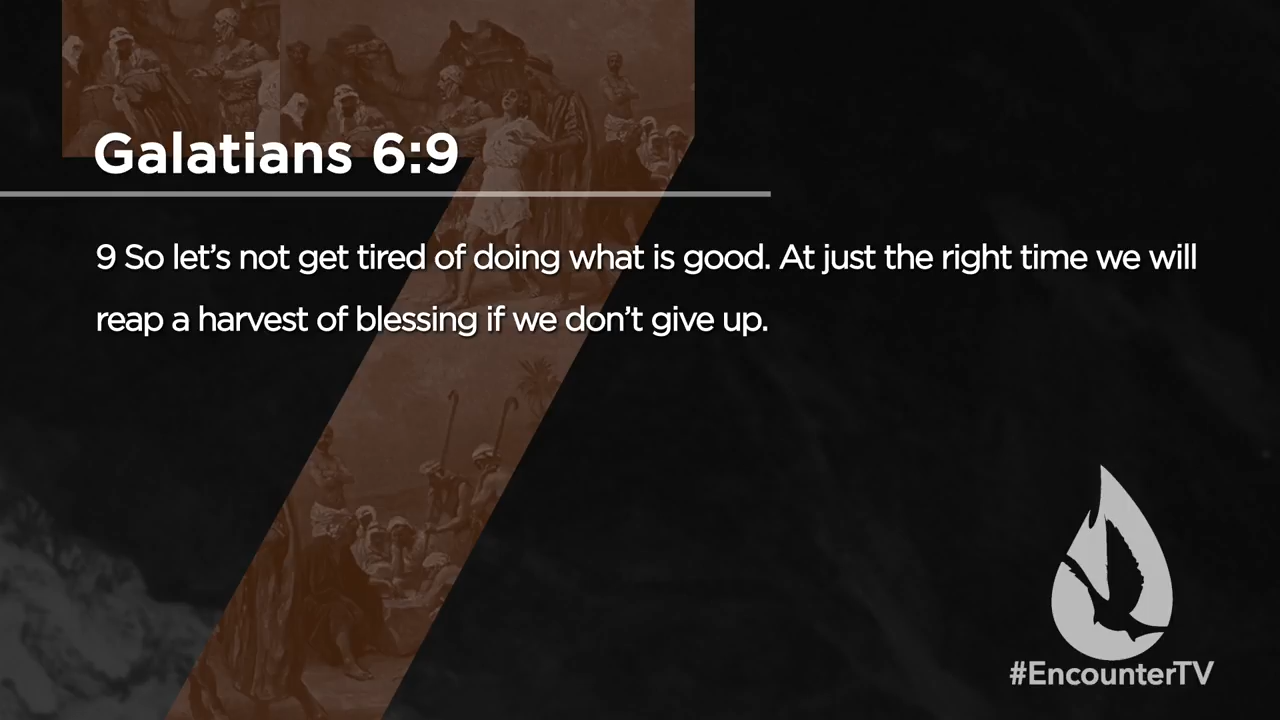 Galatians 6:9
9 So let’s not get tired of doing what is good. At just the right time we will
reap a harvest of blessing if we don’t give up.
#EncounterTV